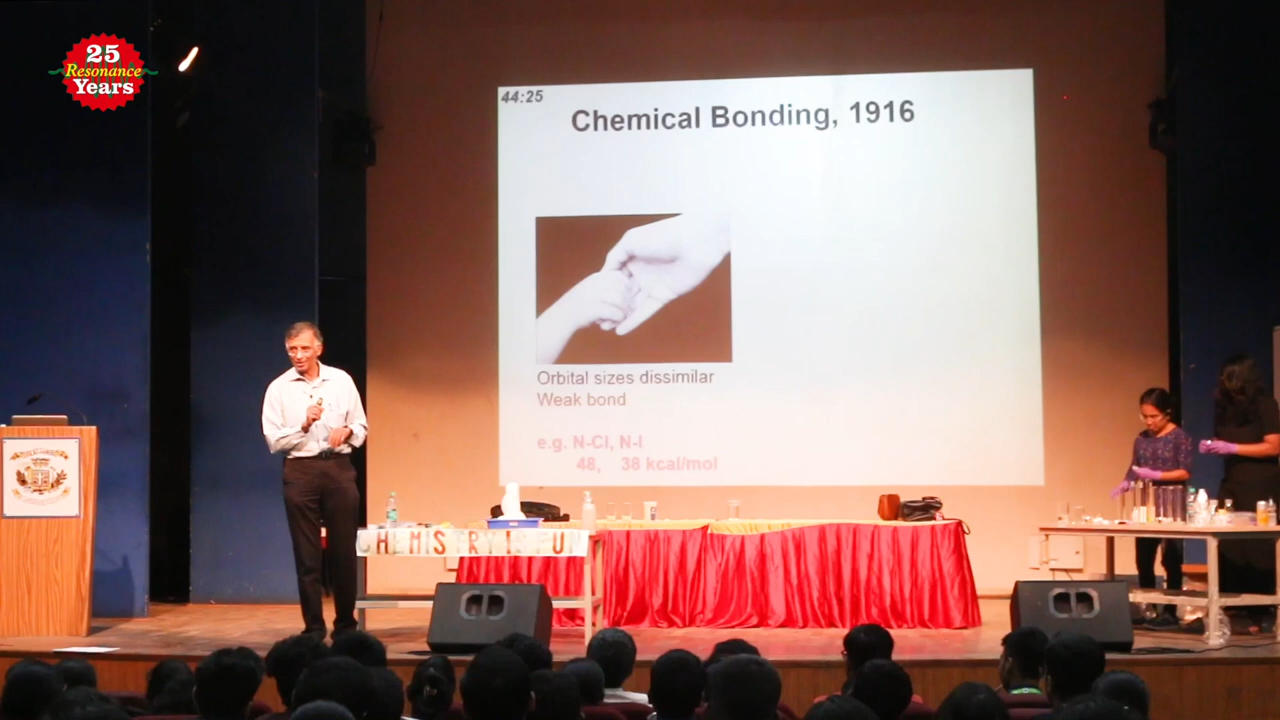 25
Resonance
Years
44:25
Chemical Bonding, 1916
Orbital sizes dissimilar
Weak bond
e.g. N-Cl, N-I
48, 38 kcal/mol
CHEMISTRY IS FUN